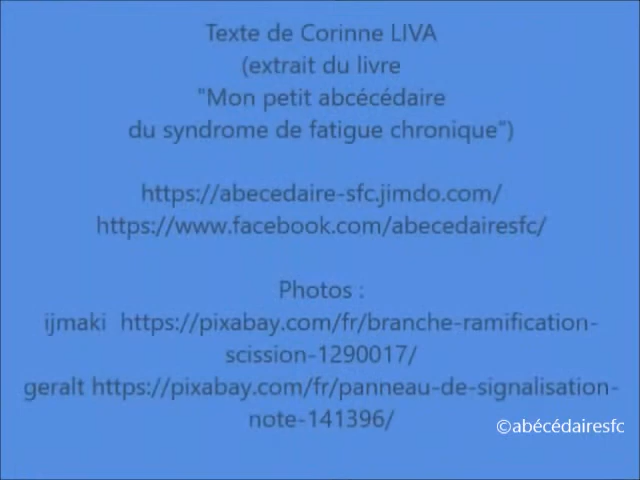 Texte de Corinne LIVA
(extrait du livre
"Mon petit abcécédaire
du syndrome de fatigue chronique")
https://abecedaire-sfc.jimdo.com/
https://www.facebook.com/abecedairesfc/
Photos :
ijmaki https://pixabay.com/fr/branche-ramification-
scission-1290017/
geralt https://pixabay.com/fr/panneau-de-signalisation-
note-141396/
©abécédairesfc